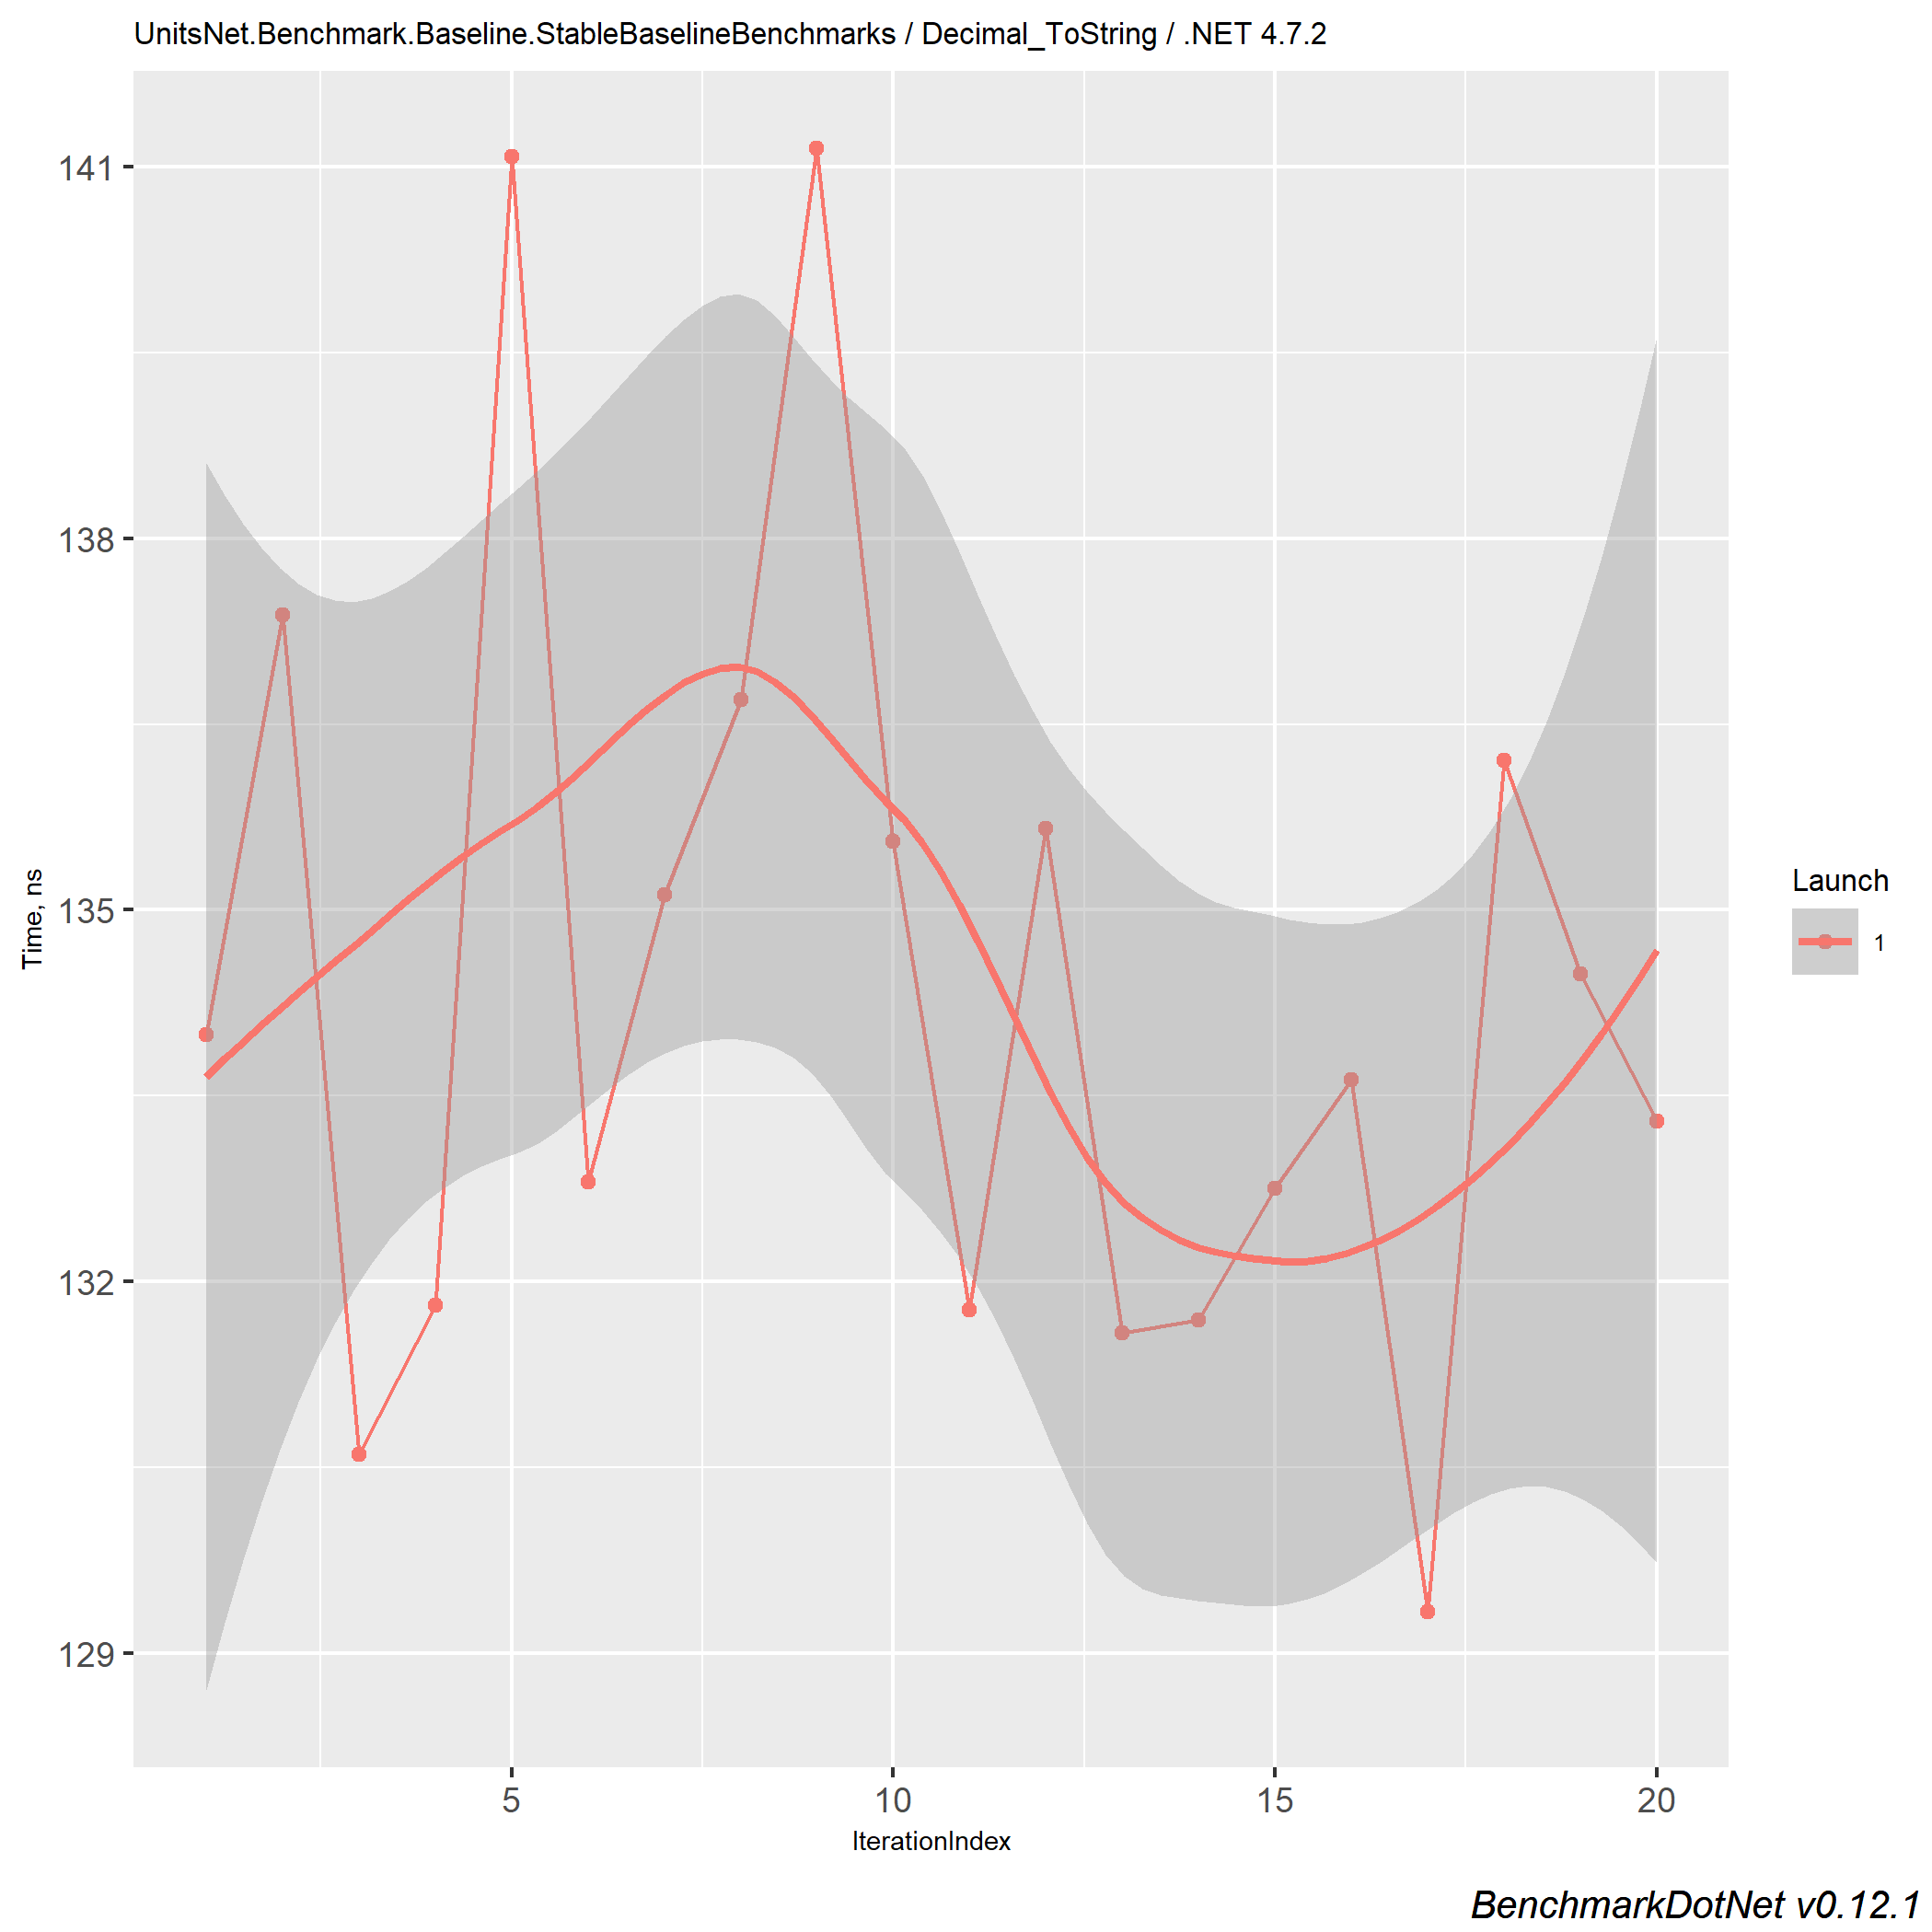 UnitsNet.Benchmark.Baseline.StableBaselineBenchmarks / Decimal_ToString / .NET 4.7.2
141
138
135
132
129
Time, ns
5
10
15
20
IterationIndex
Launch
1
BenchmarkDotNet v0.12.1